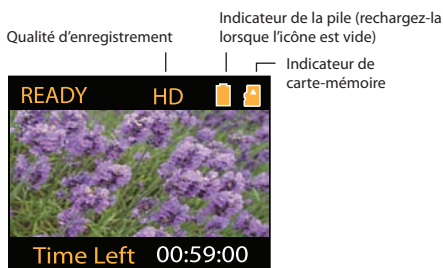 Indicateur de la pile (rechargez-la
lorsque l'icône est vide)
Qualité d'enregistrement
Indicateur de
carte-mémoire
READY HD
Time Left 00:59:00